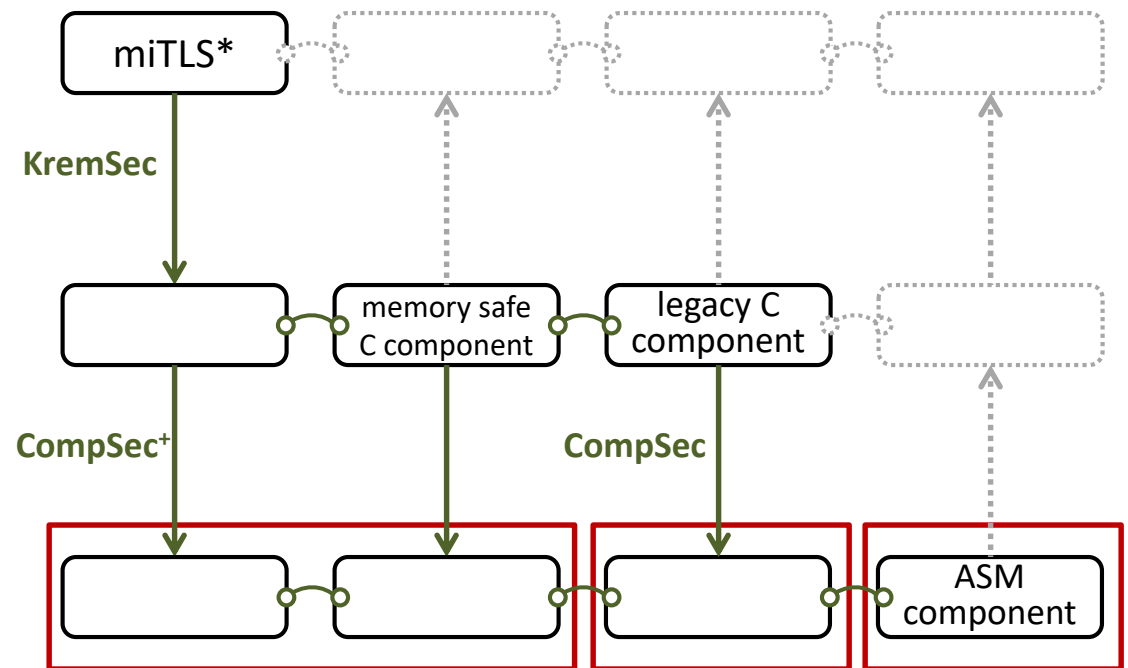 miTLS*
KremSec
memory safe
C component
legacy C
component
CompSec⁺
CompSec
ASM
component